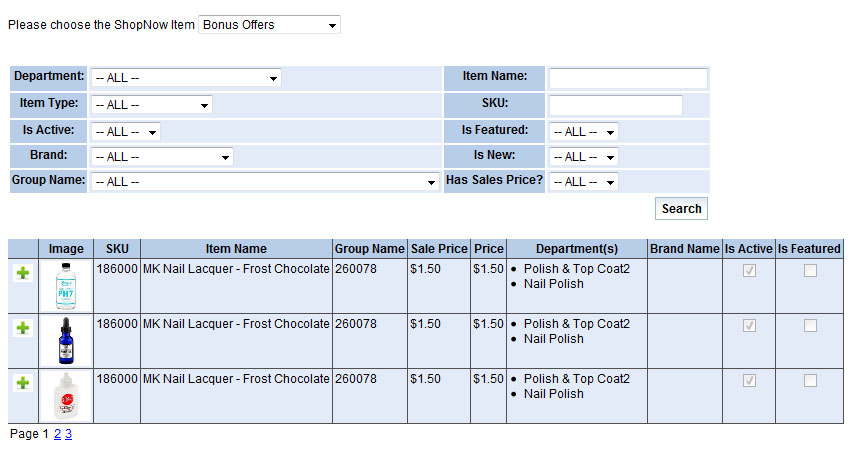 Please choose the ShopNow Item Bonus Offers
Department: -- ALL -- Item Name:
Item Type: -- ALL -- SKU:
Is Active: -- ALL -- Is Featured: -- ALL --
Brand: -- ALL -- Is New: -- ALL --
Group Name: -- ALL -- Has Sales Price? -- ALL --
Search
Image SKU Item Name Group Name Sale Price Price Department(s) Brand Name Is Active Is Featured
186000 MK Nail Lacquer - Frost Chocolate 260078 $1.50 $1.50 • Polish & Top Coat2
• Nail Polish
PH7
186000 MK Nail Lacquer - Frost Chocolate 260078 $1.50 $1.50 • Polish & Top Coat2
• Nail Polish
186000 MK Nail Lacquer - Frost Chocolate 260078 $1.50 $1.50 • Polish & Top Coat2
• Nail Polish
Page 1 2 3